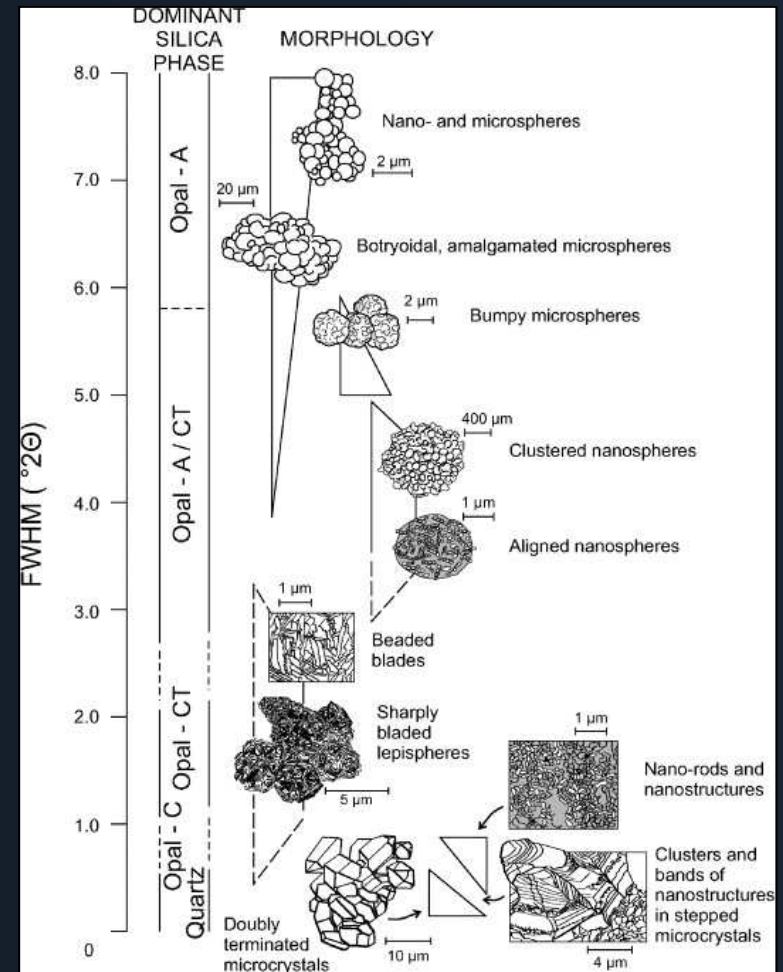 DOMINANT
SILICA
PHASE
MORPHOLOGY
FWHM ( °2Θ)
8.0
7.0
6.0
5.0
4.0
3.0
2.0
1.0
0
Opal - A
Opal - A / CT
Opal - CT
Opal - C
Quartz
Nano- and microspheres
2 µm
20 µm
Botryoidal, amalgamated microspheres
2 µm
Bumpy microspheres
400 µm
Clustered nanospheres
1 µm
Aligned nanospheres
1 µm
Beaded
blades
Sharply
bladed
lepispheres
5 µm
1 µm
Nano-rods and
nanostructures
Clusters and
bands of
nanostructures
in stepped
microcrystals
4 µm
Doubly
terminated
microcrystals
10 µm